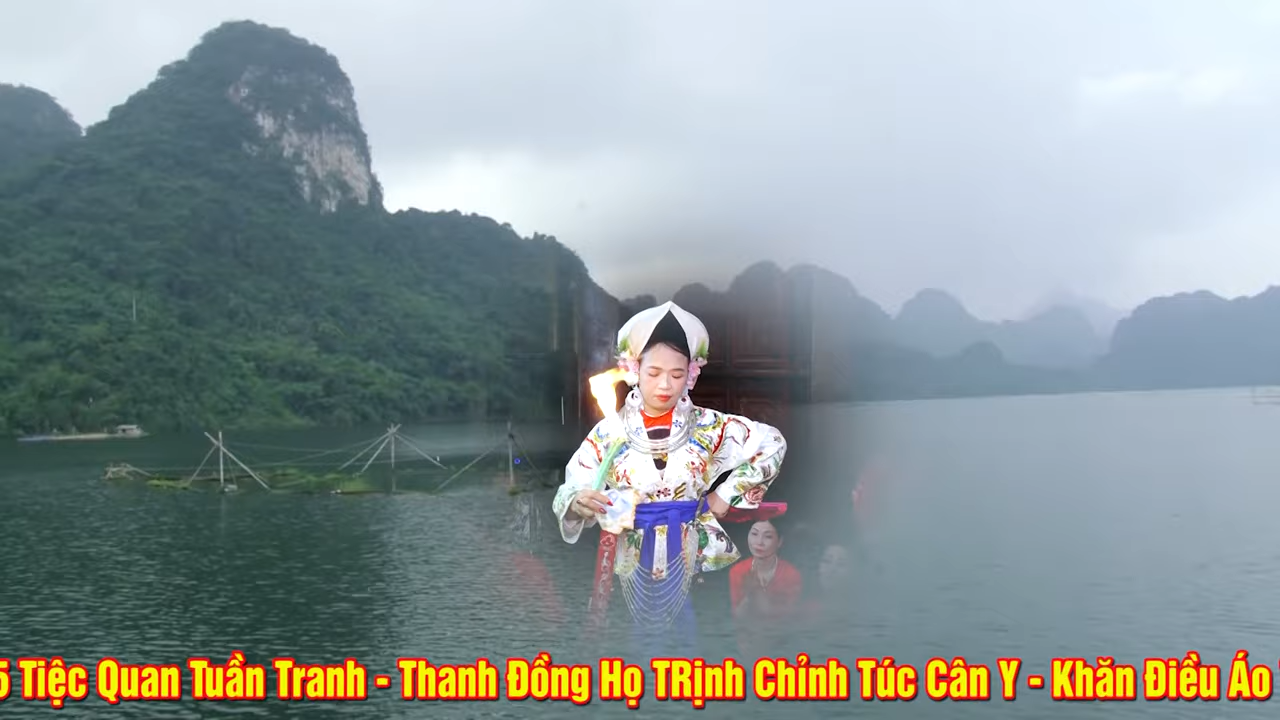 5 Tiệc Quan Tuần Tranh - Thanh Đồng Họ TRịnh Chỉnh Túc Cân Y - Khăn Điều Áo